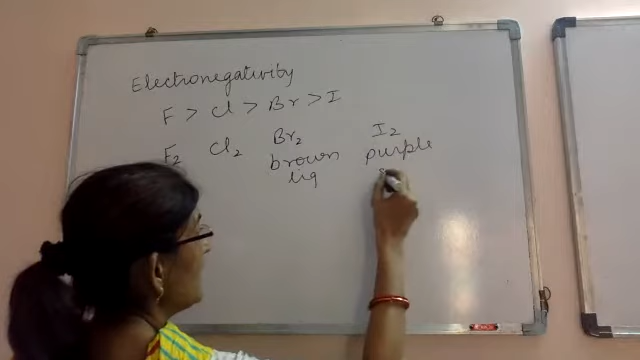 Electronegativity
F > Cl > Br > I
F2 Cl2 Br2 I2
brown purple
liq